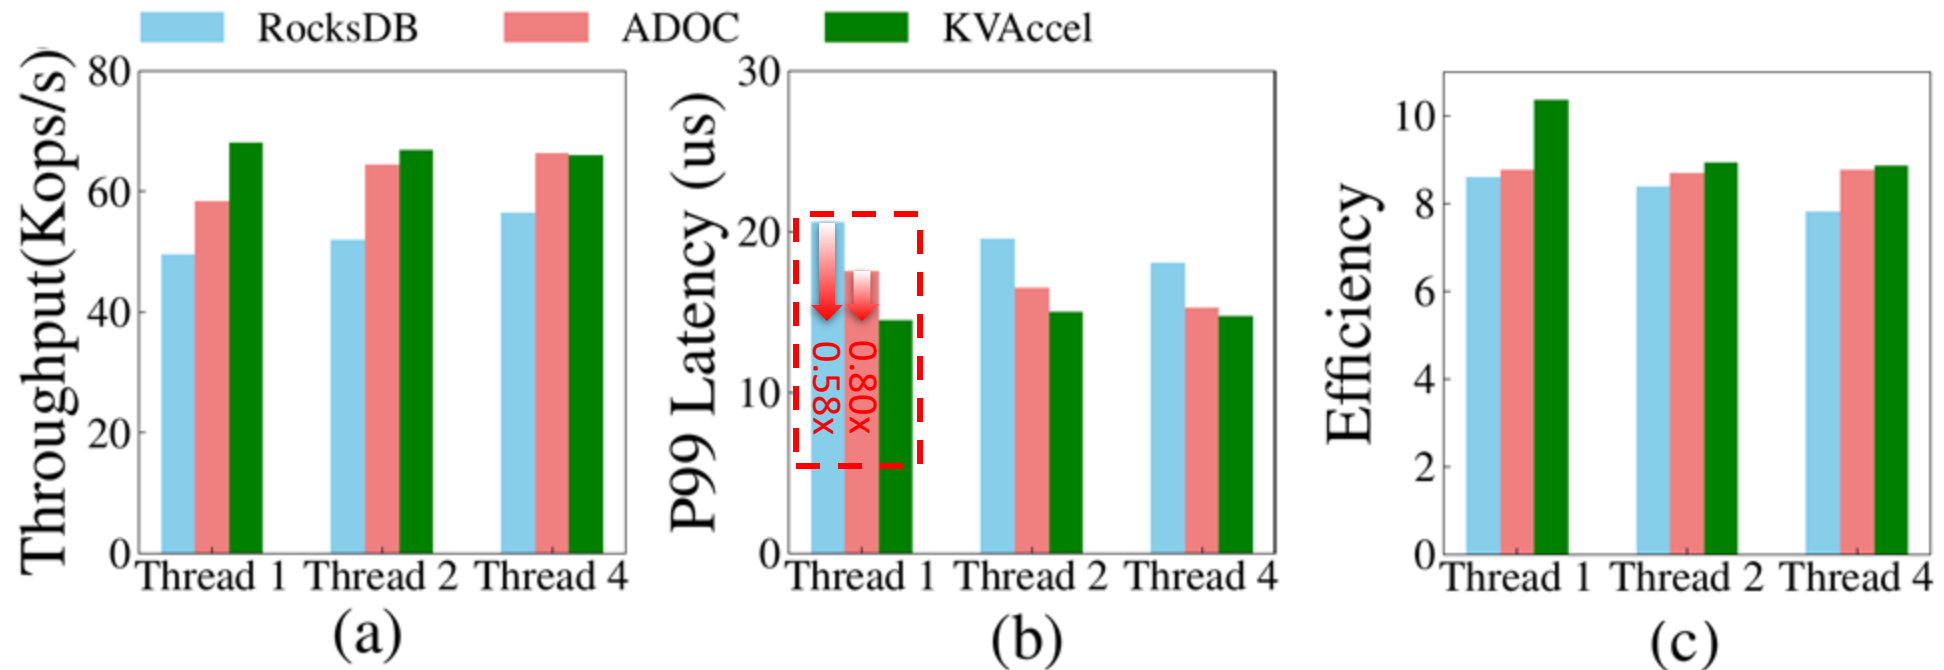 RocksDB ADOC KVAccel
Throughput(Kops/s)
80
60
40
20
0
Thread 1 Thread 2 Thread 4
(a)
P99 Latency (us)
30
20
10
0
0.58x
0.80x
Thread 1 Thread 2 Thread 4
(b)
Efficiency
10
8
6
4
2
0
Thread 1 Thread 2 Thread 4
(c)